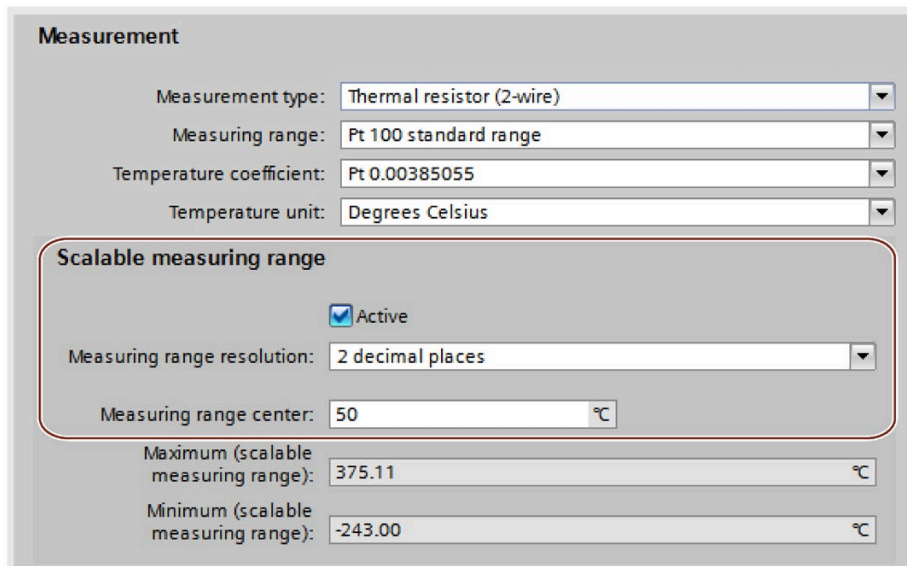 Measurement
Measurement type: Thermal resistor (2-wire)
Measuring range: Pt 100 standard range
Temperature coefficient: Pt 0.00385055
Temperature unit: Degrees Celsius
Scalable measuring range
Active
Measuring range resolution: 2 decimal places
Measuring range center: 50 °C
Maximum (scalable
measuring range): 375.11 °C
Minimum (scalable
measuring range): -243.00 °C